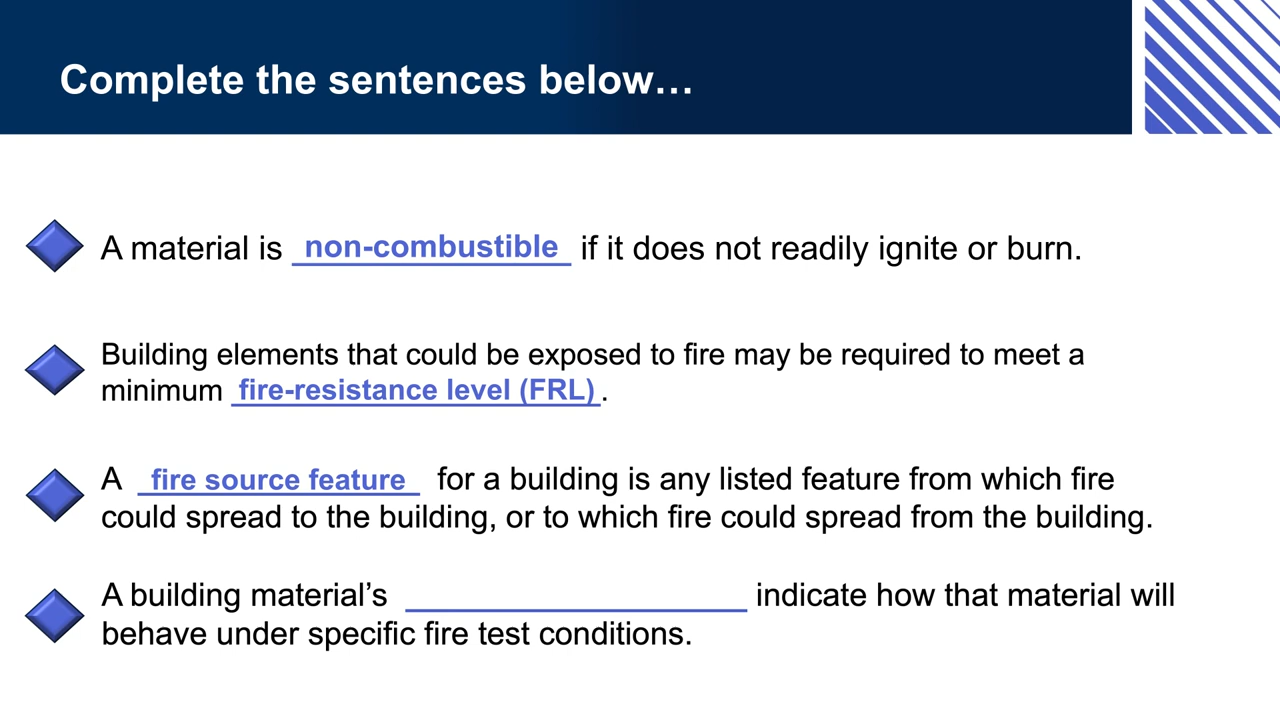 Complete the sentences below…
A material is non-combustible if it does not readily ignite or burn.
Building elements that could be exposed to fire may be required to meet a
minimum fire-resistance level (FRL).
A fire source feature for a building is any listed feature from which fire
could spread to the building, or to which fire could spread from the building.
A building material’s ____________________ indicate how that material will
behave under specific fire test conditions.